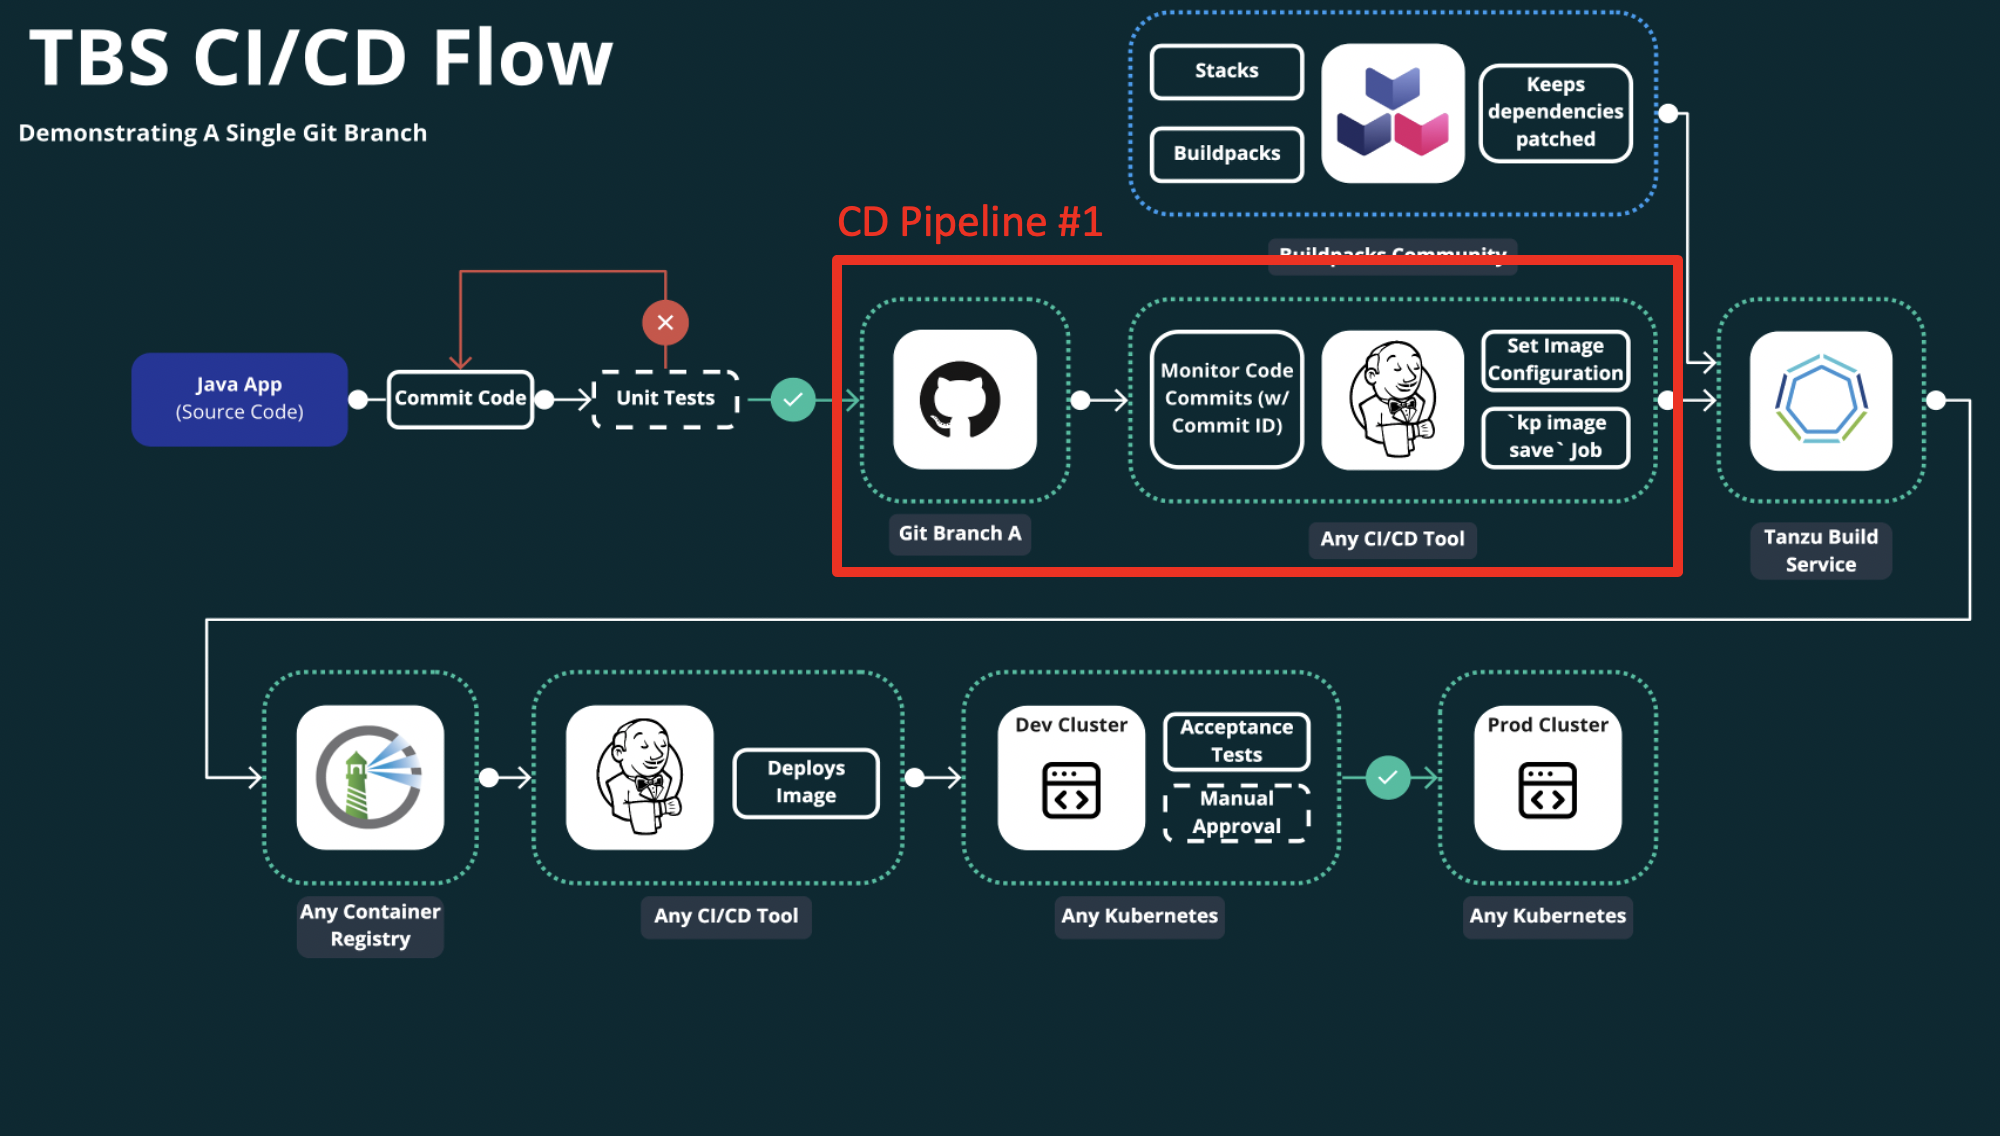 TBS CI/CD Flow
Demonstrating A Single Git Branch
Stacks
Buildpacks
Keeps
dependencies
patched
Buildpacks Community
CD Pipeline #1
Java App
(Source Code)
Commit Code
Unit Tests
Git Branch A
Monitor Code
Commits (w/
Commit ID)
Set Image
Configuration
`kp image
save` Job
Any CI/CD Tool
Tanzu Build
Service
Any Container
Registry
Deploys
Image
Any CI/CD Tool
Dev Cluster
Acceptance
Tests
Manual
Approval
Any Kubernetes
Prod Cluster
Any Kubernetes